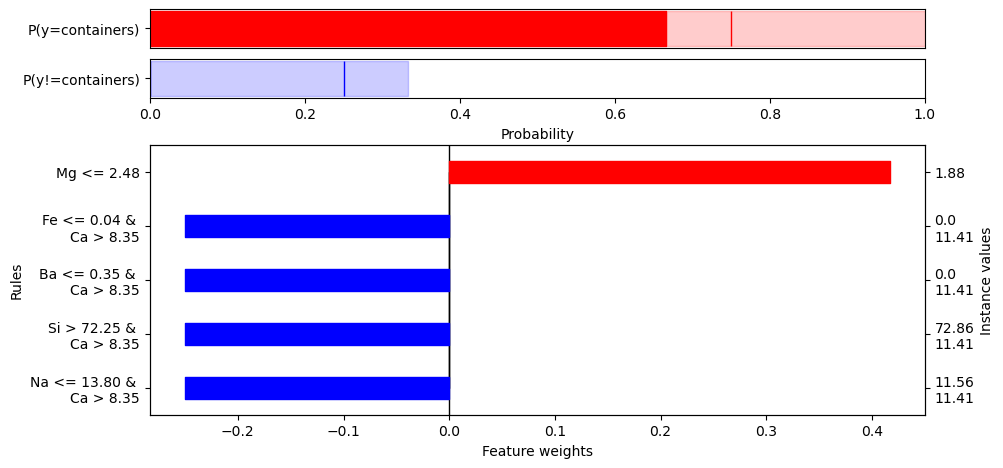 P(y=containers)
P(y!=containers)
0.0 0.2 0.4 0.6 0.8 1.0
Probability
Mg <= 2.48 1.88
Fe <= 0.04 & 0.0
Ca > 8.35 11.41
Ba <= 0.35 & 0.0
Ca > 8.35 11.41
Si > 72.25 & 72.86
Ca > 8.35 11.41
Na <= 13.80 & 11.56
Ca > 8.35 11.41
Rules
Instance values
−0.2 −0.1 0.0 0.1 0.2 0.3 0.4
Feature weights